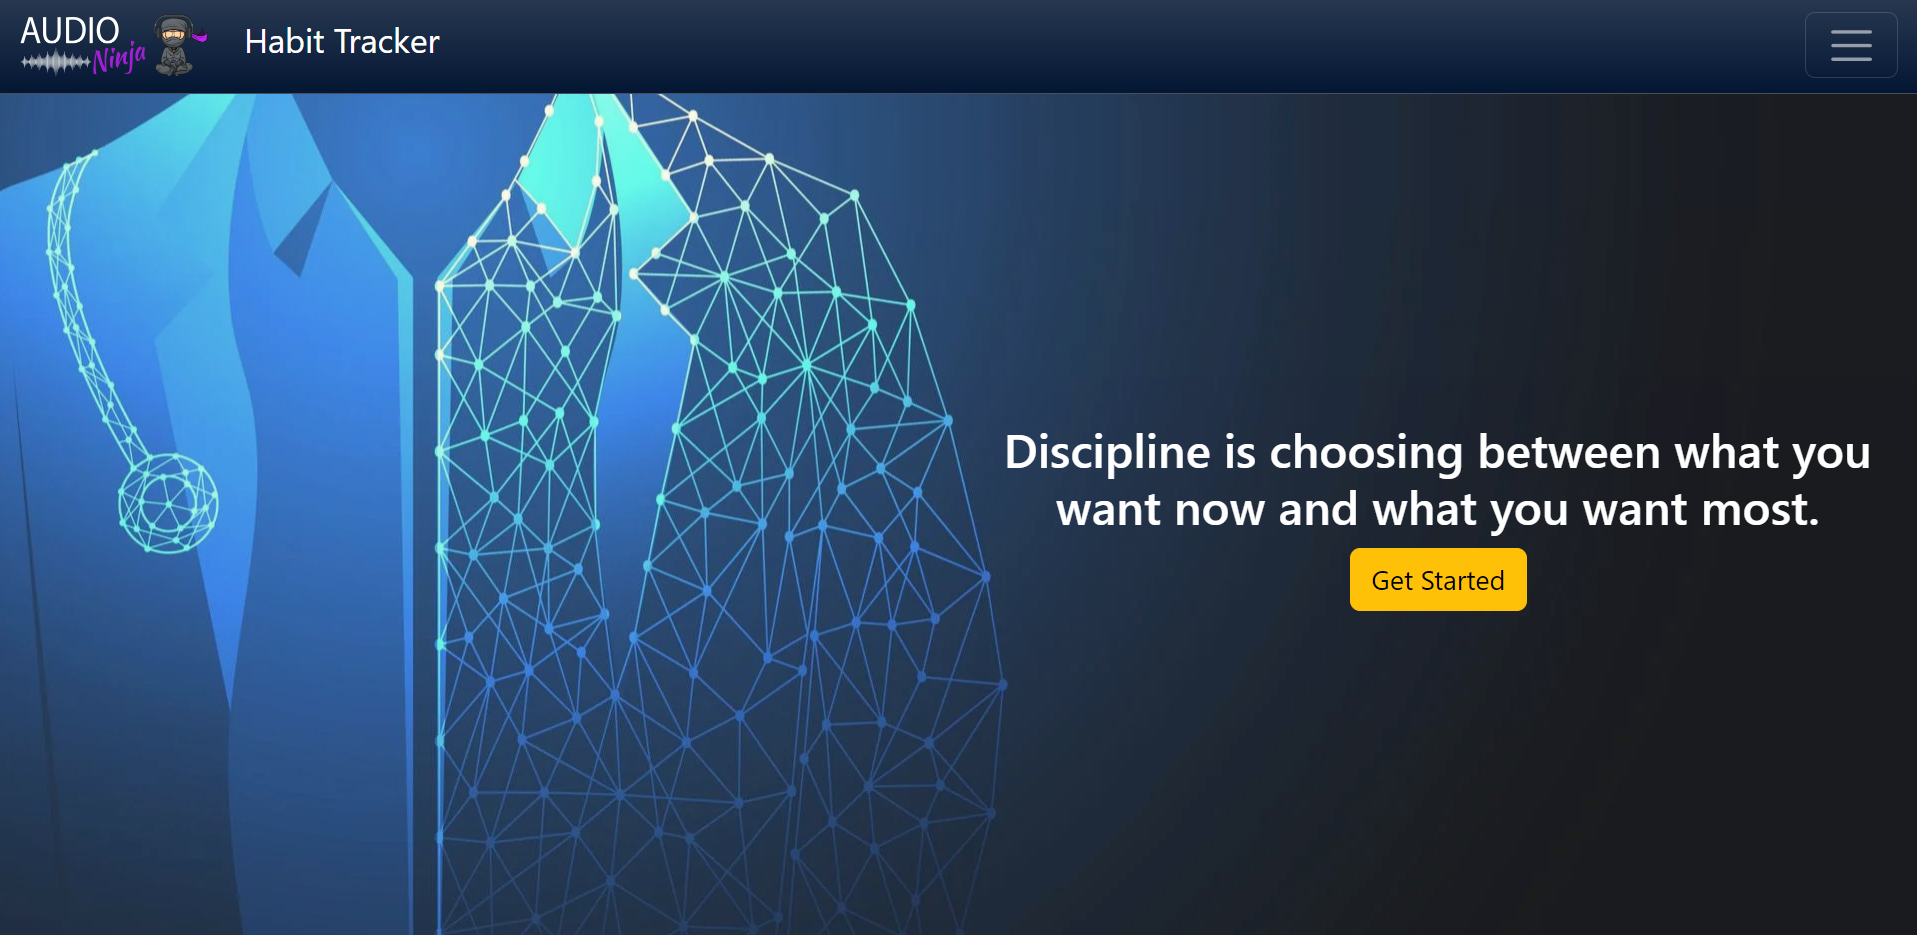 AUDIO
Ninja
Habit Tracker
Discipline is choosing between what you
want now and what you want most.
Get Started